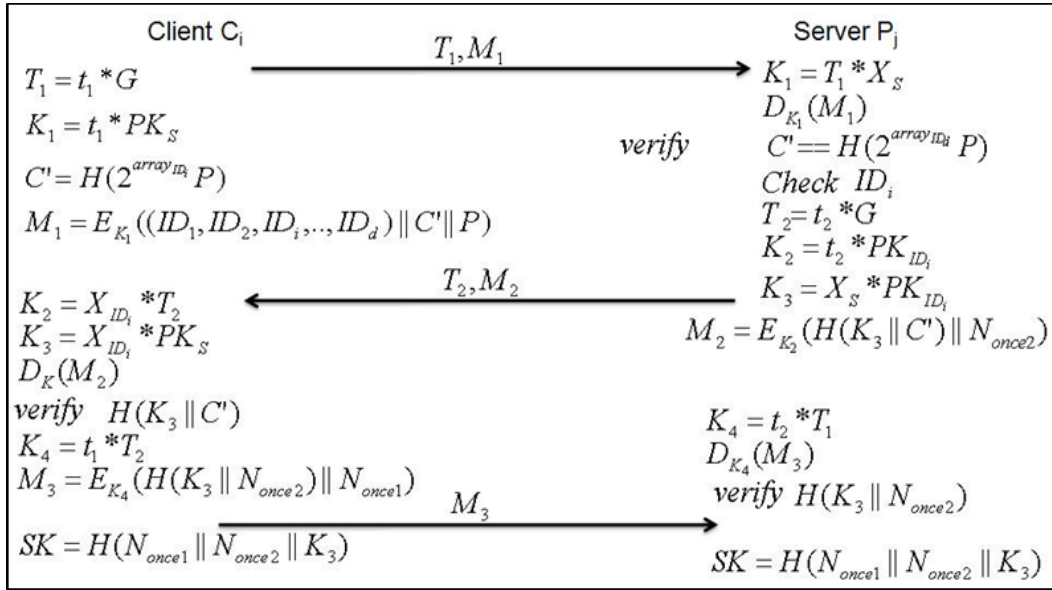 Client C_i
Server P_j
T_1, M_1
T_1 = t_1 * G
K_1 = t_1 * PK_S
C' = H(2^{array_{ID_i}} P)
M_1 = E_{K_1}((ID_1, ID_2, ID_i,.., ID_d) || C' || P)
K_1 = T_1 * X_S
D_{K_1}(M_1)
verify C' == H(2^{array_{ID_d}} P)
Check ID_i
T_2 = t_2 * G
K_2 = t_2 * PK_{ID_i}
K_3 = X_S * PK_{ID_i}
M_2 = E_{K_2}(H(K_3 || C') || N_{once2})
T_2, M_2
K_2 = X_{ID_i} * T_2
K_3 = X_{ID_i} * PK_S
D_K(M_2)
verify H(K_3 || C')
K_4 = t_1 * T_2
M_3 = E_{K_4}(H(K_3 || N_{once2}) || N_{once1})
M_3
SK = H(N_{once1} || N_{once2} || K_3)
K_4 = t_2 * T_1
D_{K_4}(M_3)
verify H(K_3 || N_{once2})
SK = H(N_{once1} || N_{once2} || K_3)